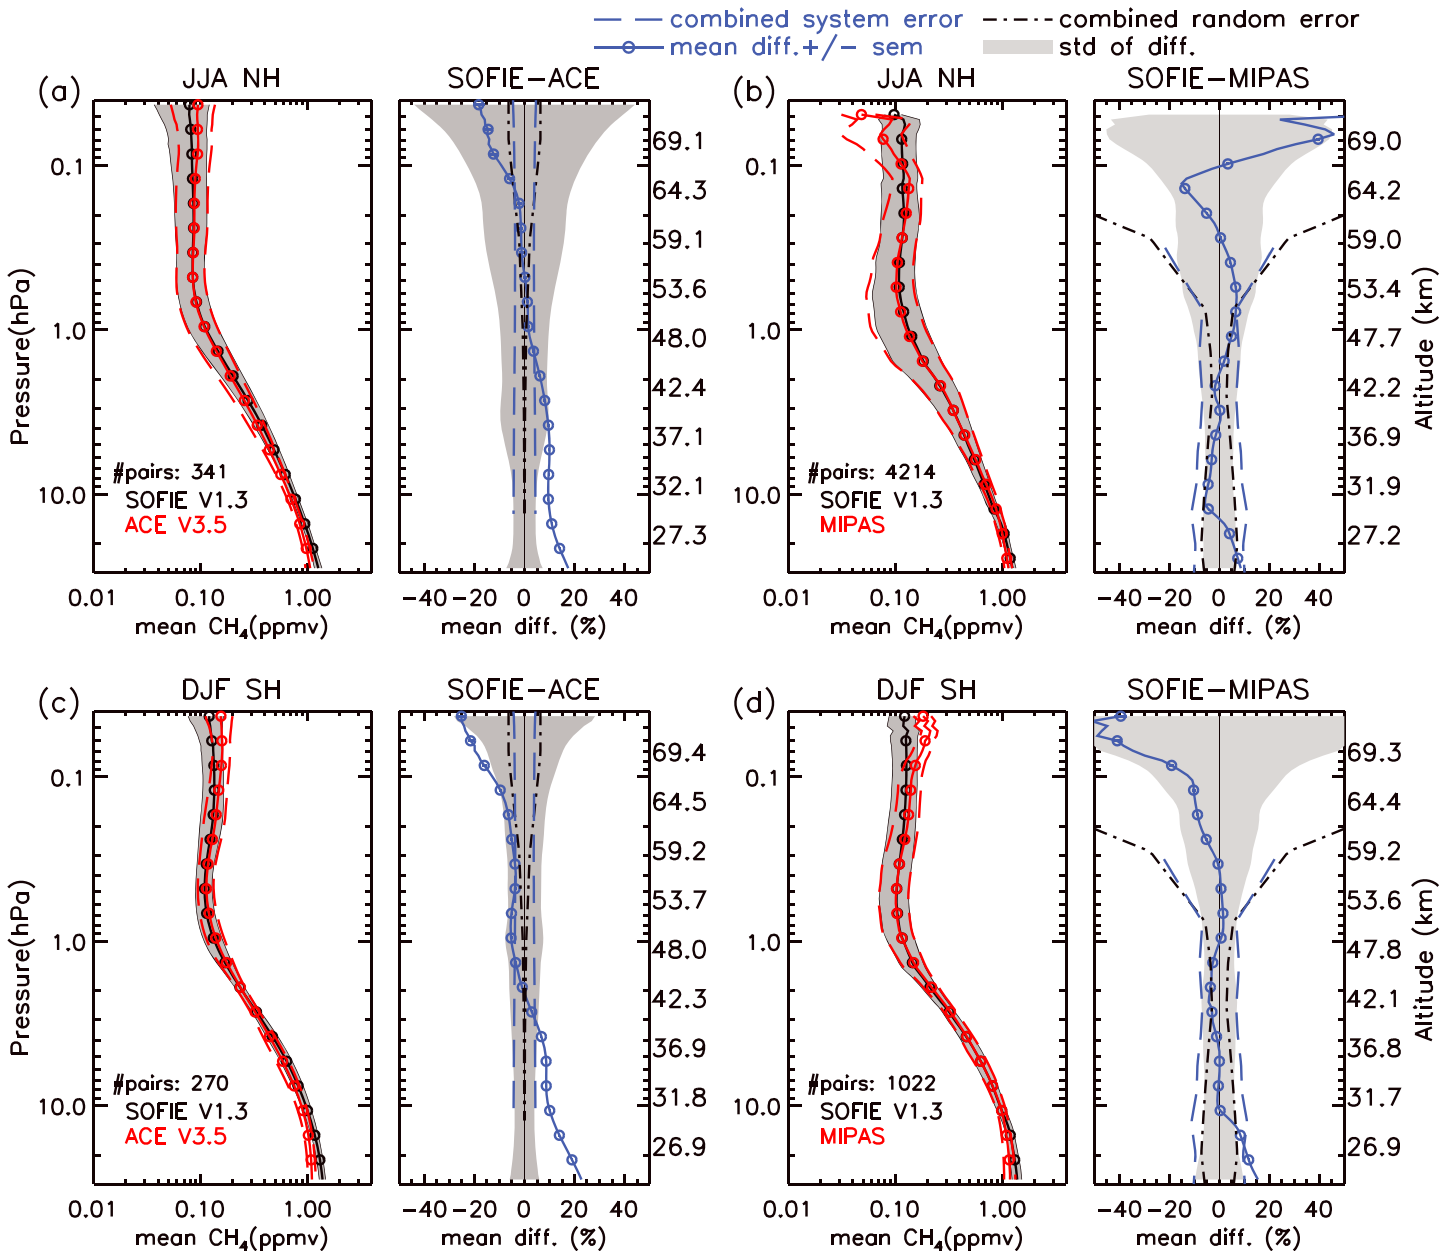 combined system error
combined random error
mean diff.+/− sem
std of diff.
(a) JJA NH SOFIE−ACE
(b) JJA NH SOFIE−MIPAS
0.1
1.0
10.0
Pressure(hPa)
#pairs: 341
SOFIE V1.3
ACE V3.5
0.01 0.10 1.00
mean CH₄(ppmv)
69.1
64.3
59.1
53.6
48.0
42.4
37.1
32.1
27.3
−40 −20 0 20 40
mean diff. (%)
0.1
1.0
10.0
#pairs: 4214
SOFIE V1.3
MIPAS
0.01 0.10 1.00
mean CH₄(ppmv)
69.0
64.2
59.0
53.4
47.7
42.2
36.9
31.9
27.2
Altitude (km)
−40 −20 0 20 40
mean diff. (%)
(c) DJF SH SOFIE−ACE
(d) DJF SH SOFIE−MIPAS
0.1
1.0
10.0
Pressure(hPa)
#pairs: 270
SOFIE V1.3
ACE V3.5
0.01 0.10 1.00
mean CH₄(ppmv)
69.4
64.5
59.2
53.7
48.0
42.3
36.9
31.8
26.9
−40 −20 0 20 40
mean diff. (%)
0.1
1.0
10.0
#pairs: 1022
SOFIE V1.3
MIPAS
0.01 0.10 1.00
mean CH₄(ppmv)
69.3
64.4
59.2
53.6
47.8
42.1
36.8
31.7
26.9
Altitude (km)
−40 −20 0 20 40
mean diff. (%)